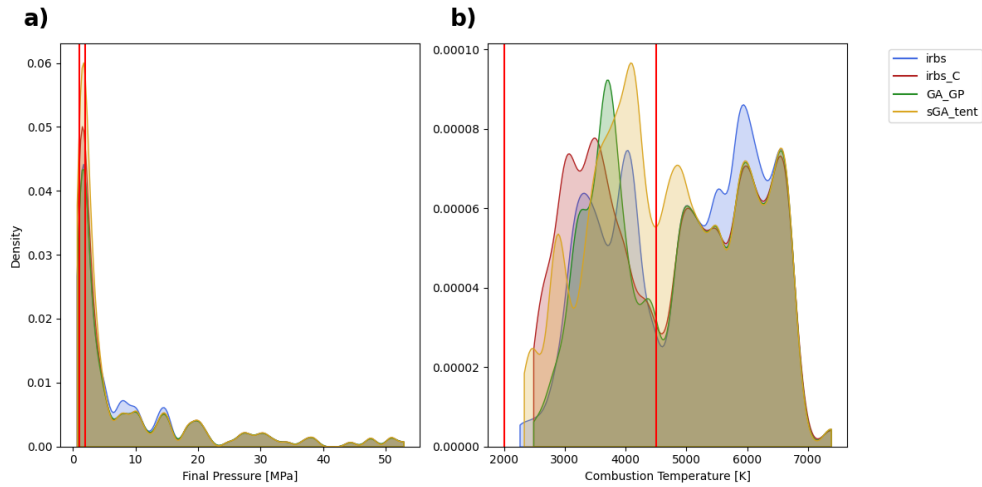 a)
b)
0.06
0.05
0.04
0.03
0.02
0.01
0.00
Density
0 10 20 30 40 50
Final Pressure [MPa]
0.00010
0.00008
0.00006
0.00004
0.00002
0.00000
2000 3000 4000 5000 6000 7000
Combustion Temperature [K]
irbs
irbs_C
GA_GP
sGA_tent